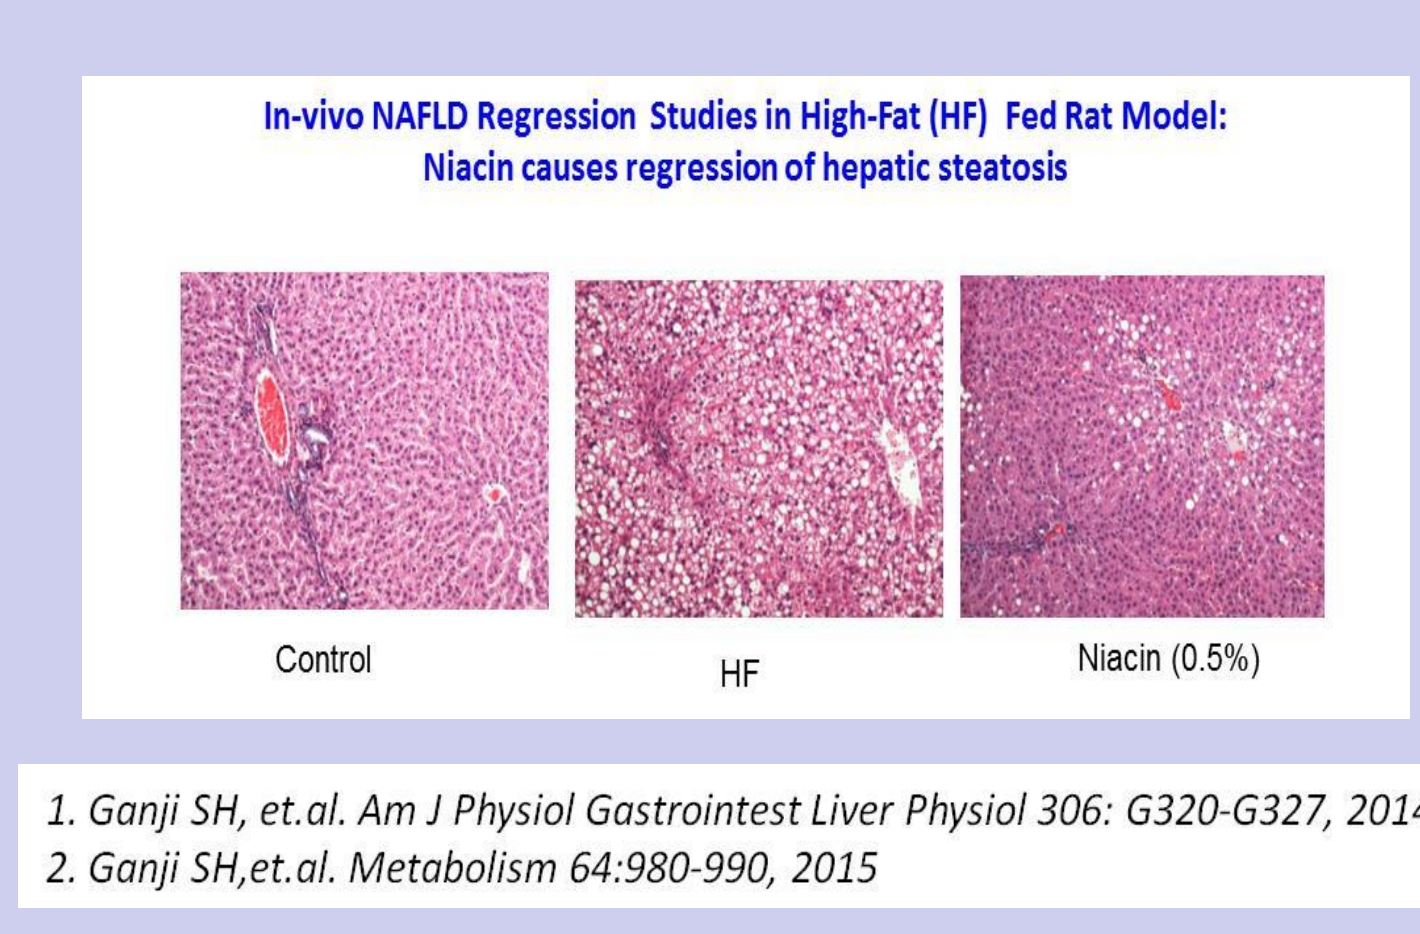 In-vivo NAFLD Regression Studies in High-Fat (HF) Fed Rat Model:
Niacin causes regression of hepatic steatosis
Control
HF
Niacin (0.5%)
1. Ganji SH, et.al. Am J Physiol Gastrointest Liver Physiol 306: G320-G327, 2014
2. Ganji SH,et.al. Metabolism 64:980-990, 2015